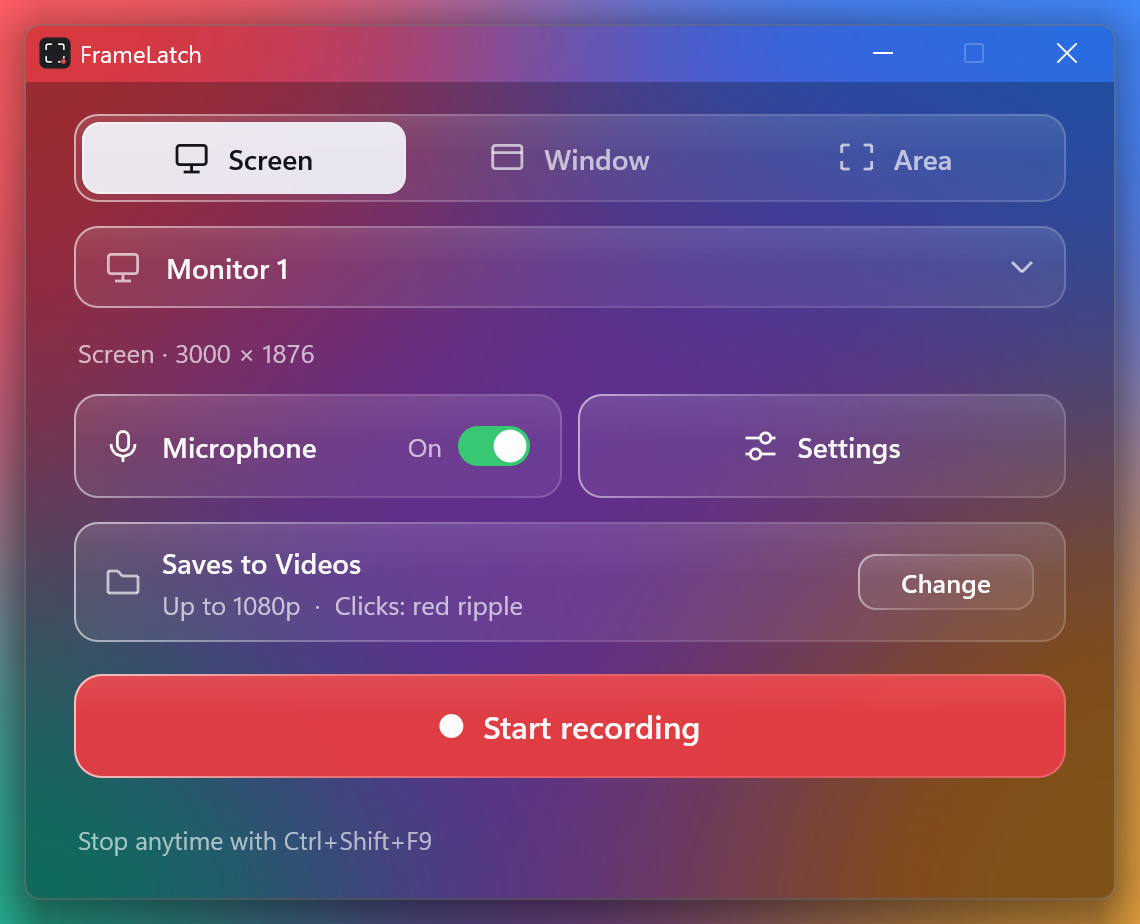 FrameLatch
Screen
Window
Area
Monitor 1
Screen · 3000 × 1876
Microphone
On
Settings
Saves to Videos
Up to 1080p · Clicks: red ripple
Change
Start recording
Stop anytime with Ctrl+Shift+F9